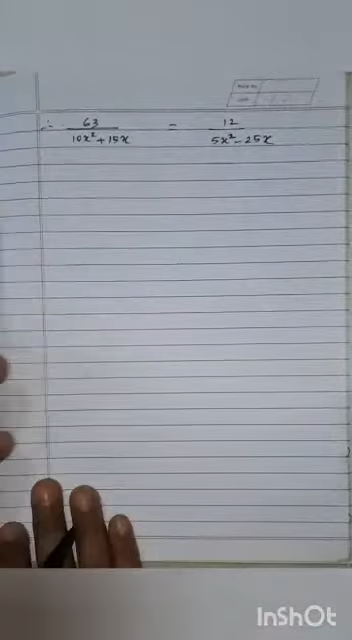 ∴ 63/(10x² + 15x) = 12/(5x² - 25x)
InShOt